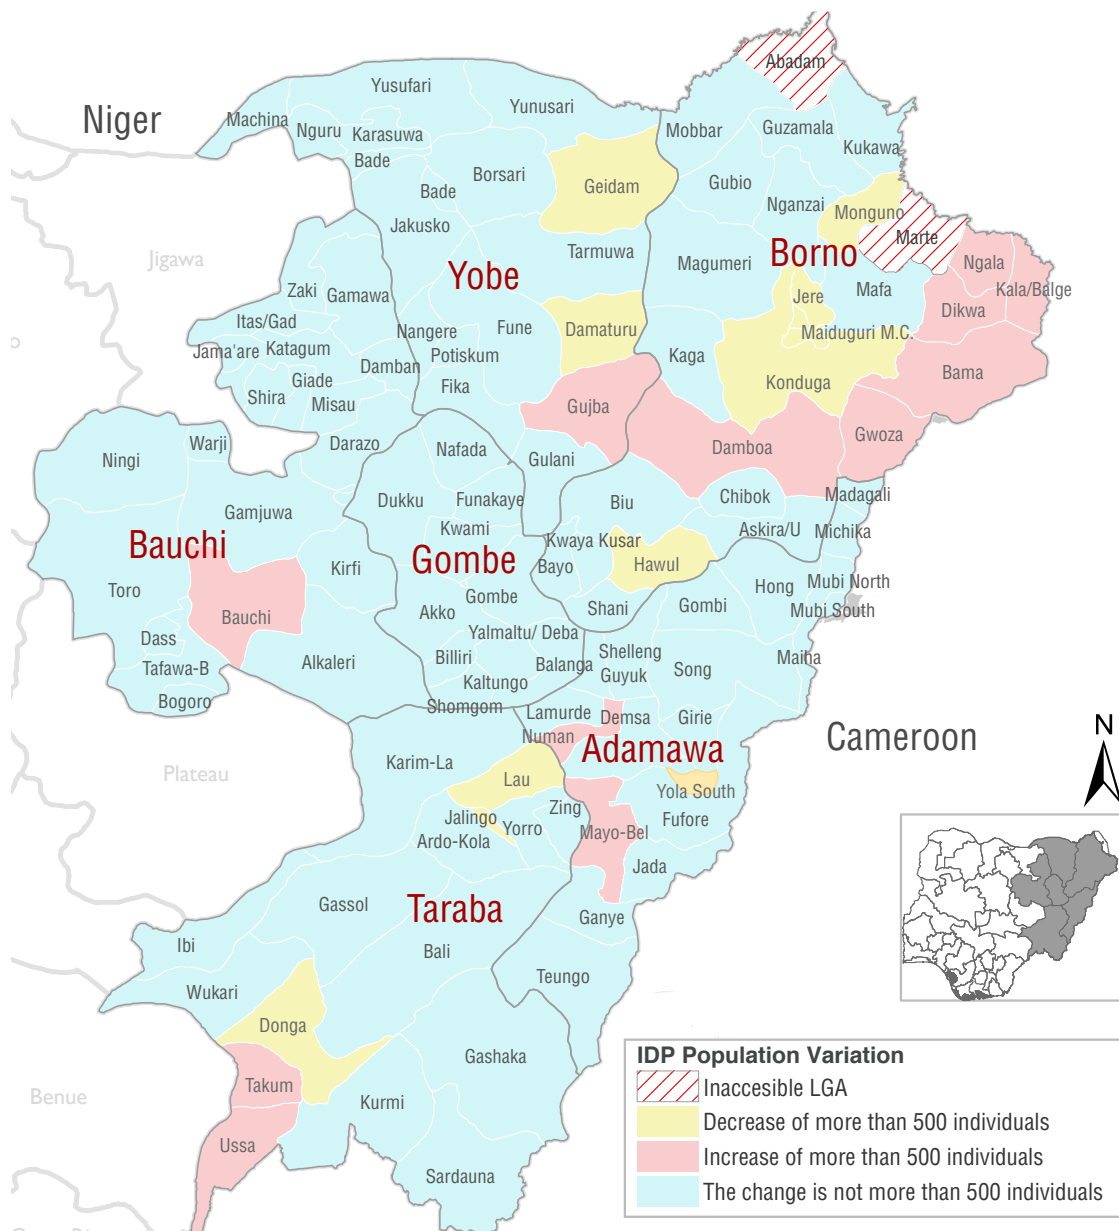 Abadam
Yusufari
Yunusari
Niger
Machina
Nguru
Karasuwa
Bade
Mobbar
Guzamala
Kukawa
Borsari
Geidam
Gubio
Bade
Nganzai
Monguno
Jakusko
Marte
Jigawa
Tarmuwa
Borno
Ngala
Yobe
Magumeri
Zaki
Gamawa
Jere
Mafa
Kala/Balge
Dikwa
Itas/Gad
Nangere
Fune
Damaturu
Maiduguri M.C.
Jama'are
Katagum
Potiskum
Damban
Kaga
Bama
Giade
Fika
Konduga
Shira
Misau
Gujba
Gwoza
Warji
Darazo
Nafada
Damboa
Ningi
Gulani
Dukku
Funakaye
Biu
Chibok
Madagali
Gamjuwa
Kwami
Askira/U
Michika
Bauchi
Gombe
Kwaya Kusar
Kirfi
Bayo
Hawul
Toro
Gombe
Hong
Mubi North
Bauchi
Akko
Shani
Gombi
Mubi South
Dass
Yalmaltu/ Deba
Tafawa-B
Alkaleri
Billiri
Balanga
Shelleng
Song
Maiha
Guyuk
Kaltungo
Bogoro
Shomgom
Lamurde
Demsa
Girie
Numan
Adamawa
Cameroon
N
Karim-La
Plateau
Lau
Yola South
Zing
Jalingo
Yorro
Mayo-Bel
Fufore
Ardo-Kola
Jada
Gassol
Taraba
Ganye
Ibi
Bali
Wukari
Teungo
Donga
Gashaka
Takum
Benue
Kurmi
Ussa
Sardauna
IDP Population Variation
Inaccesible LGA
Decrease of more than 500 individuals
Increase of more than 500 individuals
The change is not more than 500 individuals